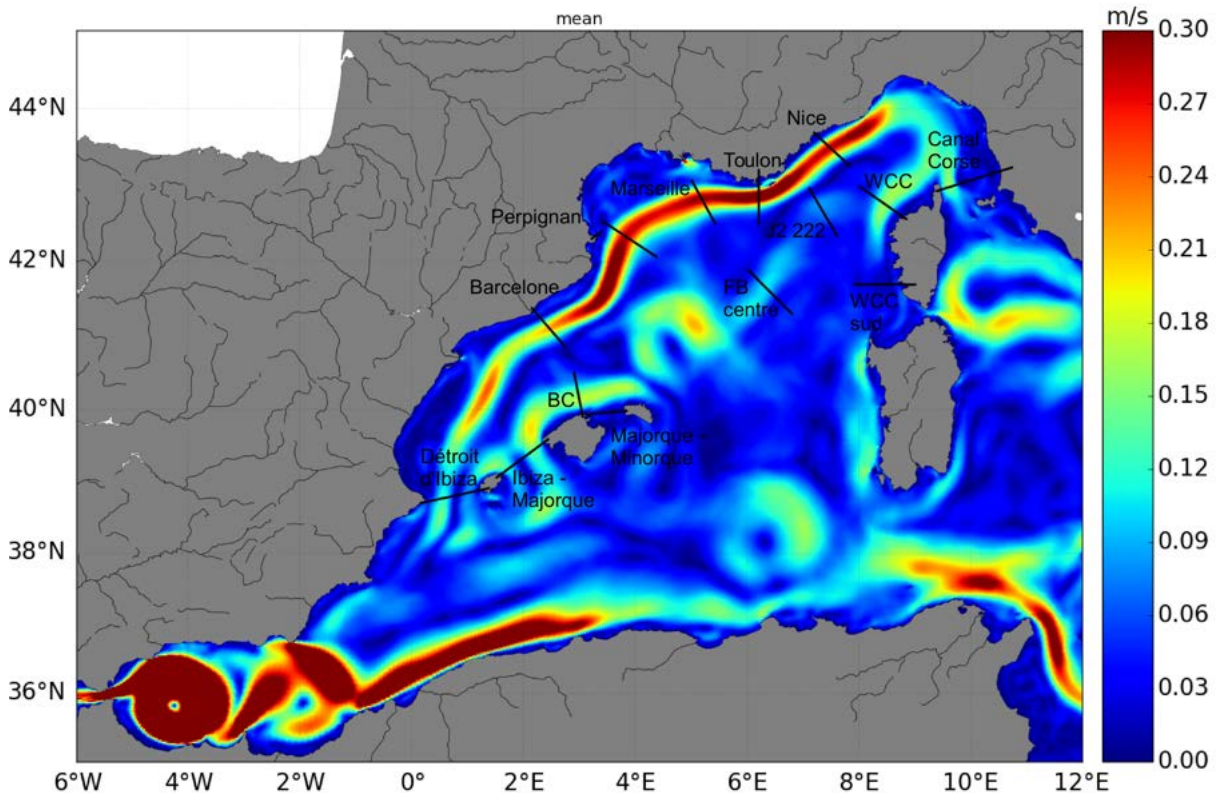 mean
m/s
0.30
0.27
0.24
0.21
0.18
0.15
0.12
0.09
0.06
0.03
0.00
44°N
42°N
40°N
38°N
36°N
Nice
Canal
Corse
Toulon
Marseille
WCC
Perpignan
J2 222
Barcelone
FB
centre
WCC
sud
BC
Majorque -
Minorque
Détroit
d'Ibiza
Ibiza -
Majorque
6°W
4°W
2°W
0°
2°E
4°E
6°E
8°E
10°E
12°E